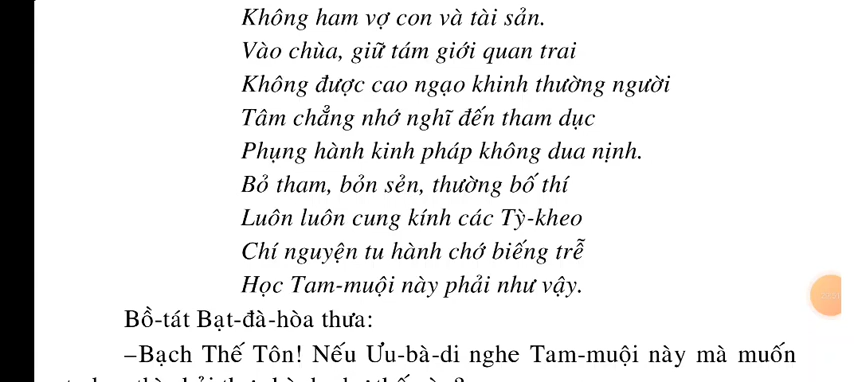 Không ham vợ con và tài sản.
Vào chùa, giữ tám giới quan trai
Không được cao ngạo khinh thường người
Tâm chẳng nhớ nghĩ đến tham dục
Phụng hành kinh pháp không dua nịnh.
Bỏ tham, bỏn sẻn, thường bố thí
Luôn luôn cung kính các Tỳ-kheo
Chí nguyện tu hành chớ biếng trễ
Học Tam-muội này phải như vậy.
Bồ-tát Bạt-đà-hòa thưa:
–Bạch Thế Tôn! Nếu Ưu-bà-di nghe Tam-muội này mà muốn